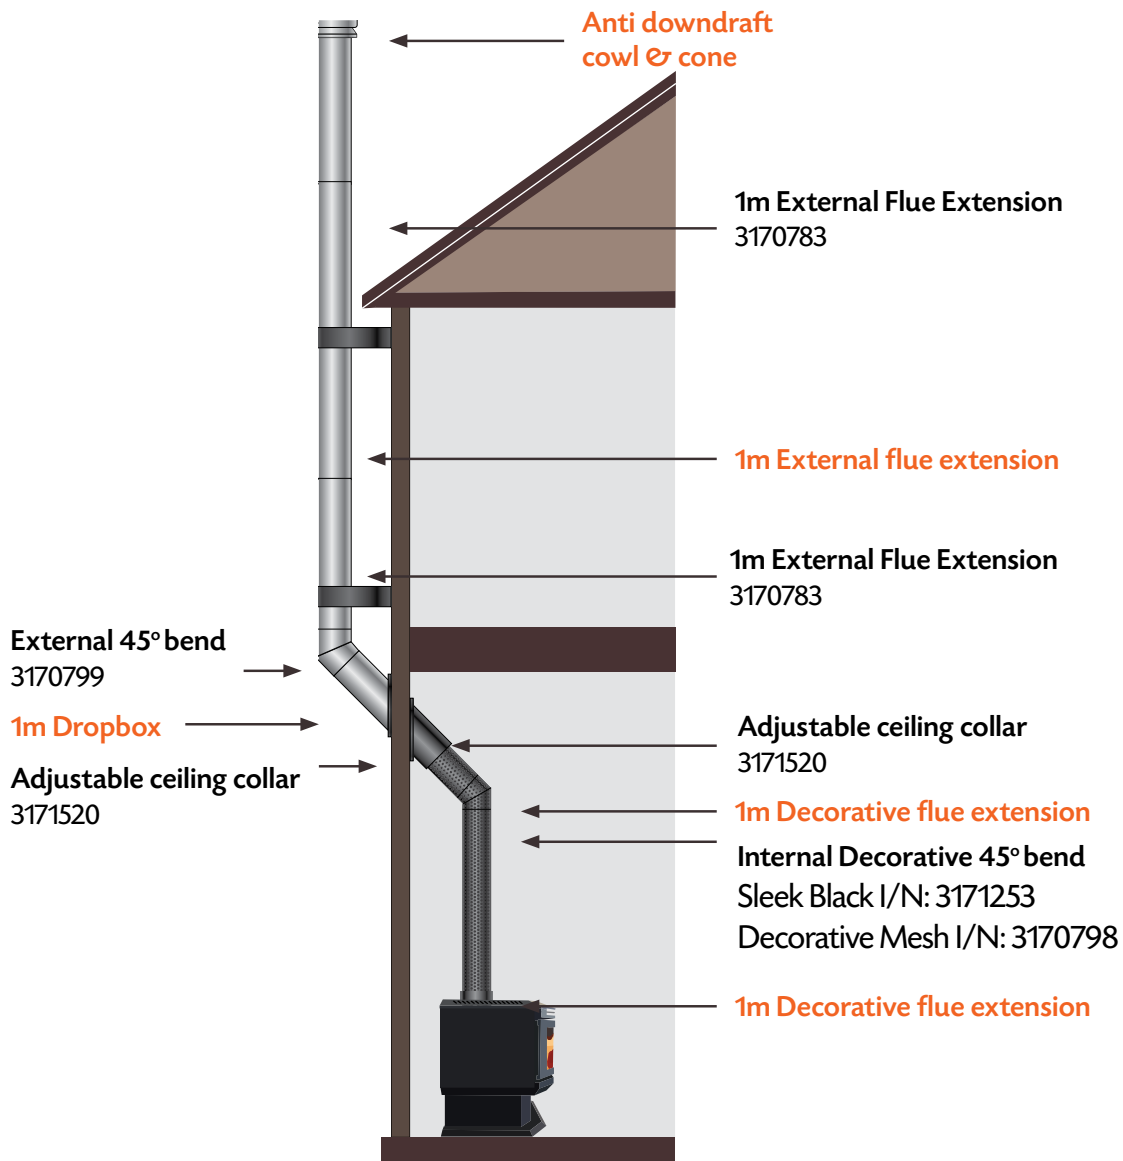 Anti downdraft
cowl & cone
1m External Flue Extension
3170783
1m External flue extension
1m External Flue Extension
3170783
External 45° bend
3170799
1m Dropbox
Adjustable ceiling collar
3171520
Adjustable ceiling collar
3171520
1m Decorative flue extension
Internal Decorative 45° bend
Sleek Black I/N: 3171253
Decorative Mesh I/N: 3170798
1m Decorative flue extension